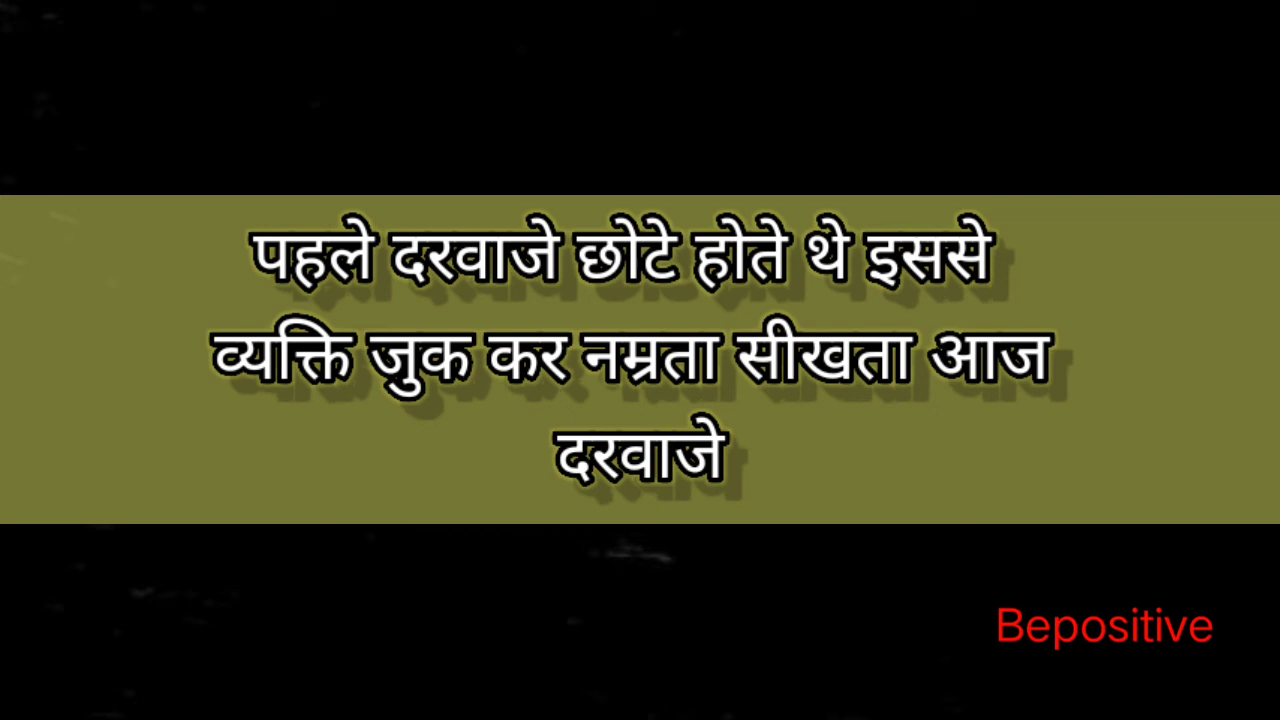 पहले दरवाजे छोटे होते थे इससे
व्यक्ति जुक कर नम्रता सीखता आज
दरवाजे
Bepositive